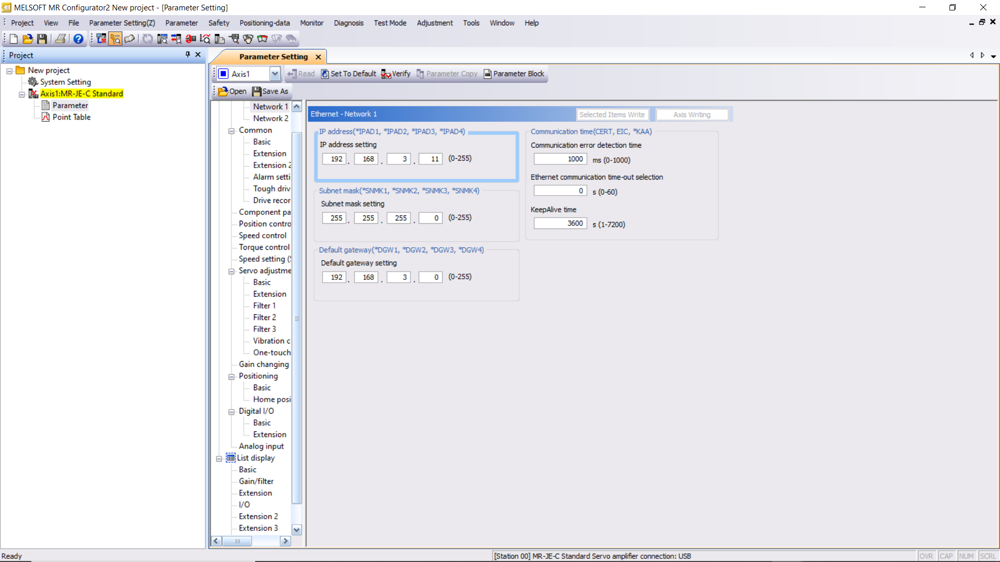 MELSOFT MR Configurator2 New project - [Parameter Setting]
Project View File Parameter Setting(Z) Parameter Safety Positioning-data Monitor Diagnosis Test Mode Adjustment Tools Window Help
Project
New project
System Setting
Axis1:MR-JE-C Standard
Parameter
Point Table
Parameter Setting
Axis1 Read Set To Default Verify Parameter Copy Parameter Block
Open Save As
Network 1
Network 2
Common
Basic
Extension
Extension 2
Alarm setti
Tough driv
Drive recor
Component pa
Position contro
Speed control
Torque control
Speed setting (
Servo adjustme
Basic
Extension
Filter 1
Filter 2
Filter 3
Vibration c
One-touch
Gain changing
Positioning
Basic
Home posi
Digital I/O
Basic
Extension
Analog input
List display
Basic
Gain/filter
Extension
I/O
Extension 2
Extension 3
Ethernet - Network 1 Selected Items Write Axis Writing
IP address(*IPAD1, *IPAD2, *IPAD3, *IPAD4)
IP address setting
192 . 168 . 3 . 11 (0-255)
Subnet mask(*SNMK1, *SNMK2, *SNMK3, *SNMK4)
Subnet mask setting
255 . 255 . 255 . 0 (0-255)
Default gateway(*DGW1, *DGW2, *DGW3, *DGW4)
Default gateway setting
192 . 168 . 3 . 0 (0-255)
Communication time(CERT, EIC, *KAA)
Communication error detection time
1000 ms (0-1000)
Ethernet communication time-out selection
0 s (0-60)
KeepAlive time
3600 s (1-7200)
Ready [Station 00] MR-JE-C Standard Servo amplifier connection: USB OVR CAP NUM SCRL